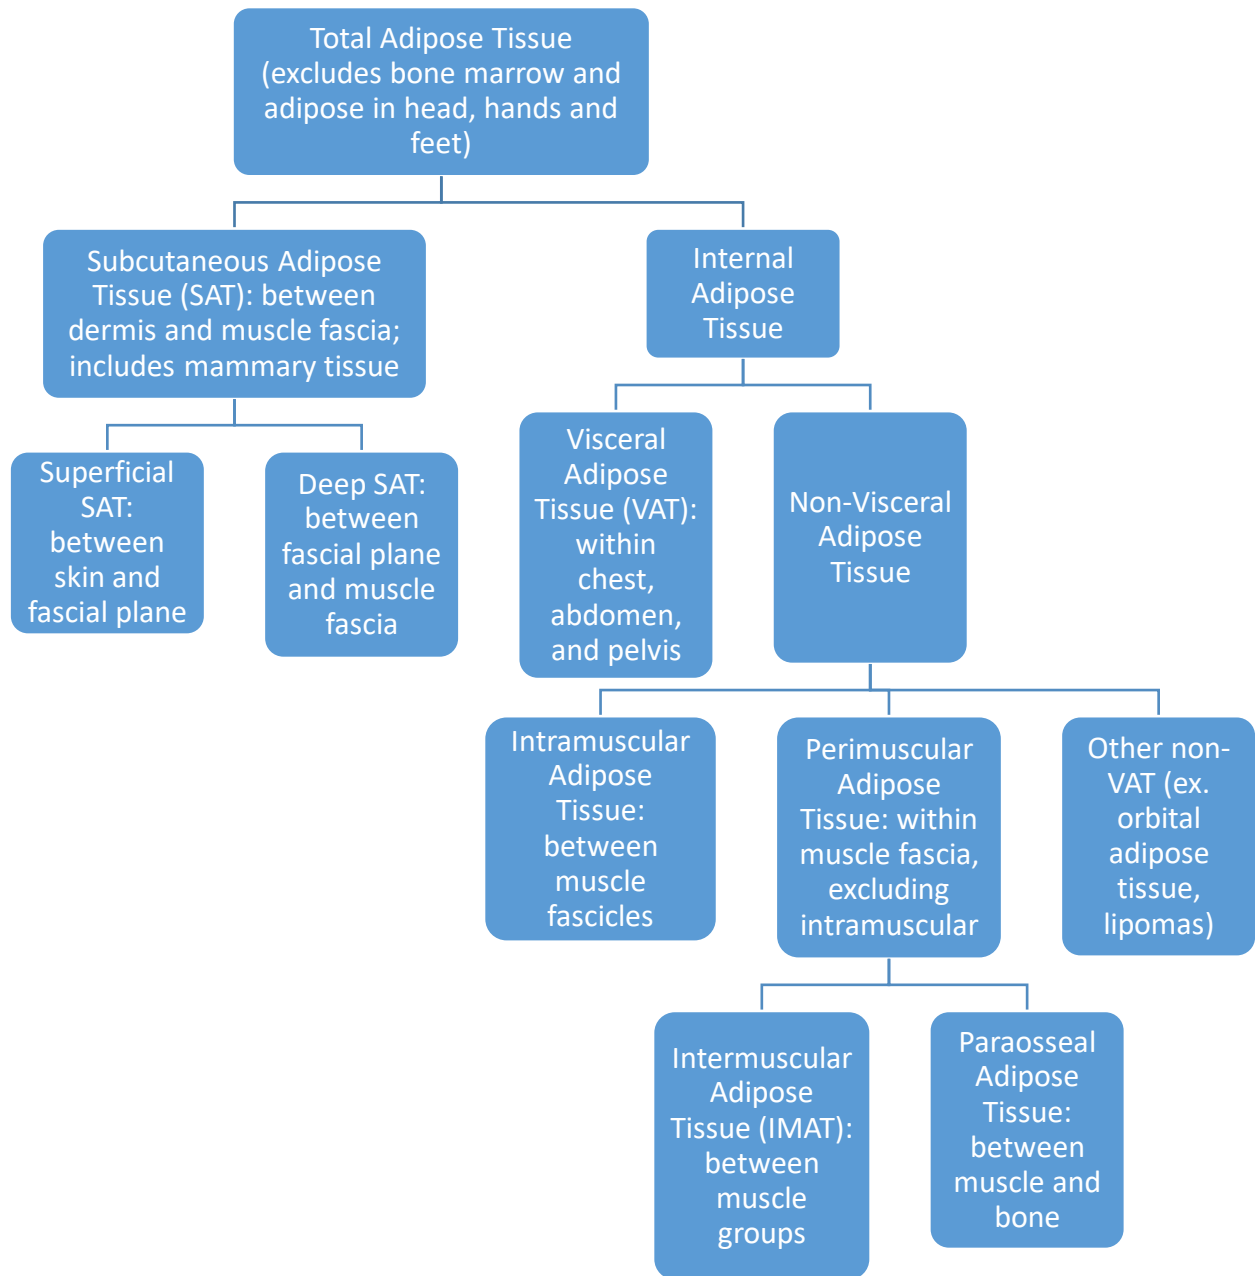 Total Adipose Tissue
(excludes bone marrow and
adipose in head, hands and
feet)
Subcutaneous Adipose
Tissue (SAT): between
dermis and muscle fascia;
includes mammary tissue
Internal
Adipose
Tissue
Superficial
SAT:
between
skin and
fascial plane
Deep SAT:
between
fascial plane
and muscle
fascia
Visceral
Adipose
Tissue (VAT):
within
chest,
abdomen,
and pelvis
Non-Visceral
Adipose
Tissue
Intramuscular
Adipose
Tissue:
between
muscle
fascicles
Perimuscular
Adipose
Tissue: within
muscle fascia,
excluding
intramuscular
Other non-
VAT (ex.
orbital
adipose
tissue,
lipomas)
Intermuscular
Adipose
Tissue (IMAT):
between
muscle
groups
Paraosseal
Adipose
Tissue:
between
muscle and
bone